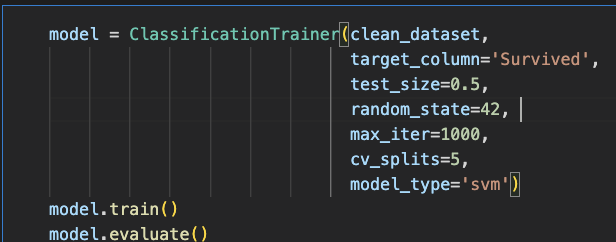 model = ClassificationTrainer(clean_dataset,
target_column='Survived',
test_size=0.5,
random_state=42,
max_iter=1000,
cv_splits=5,
model_type='svm')
model.train()
model.evaluate()